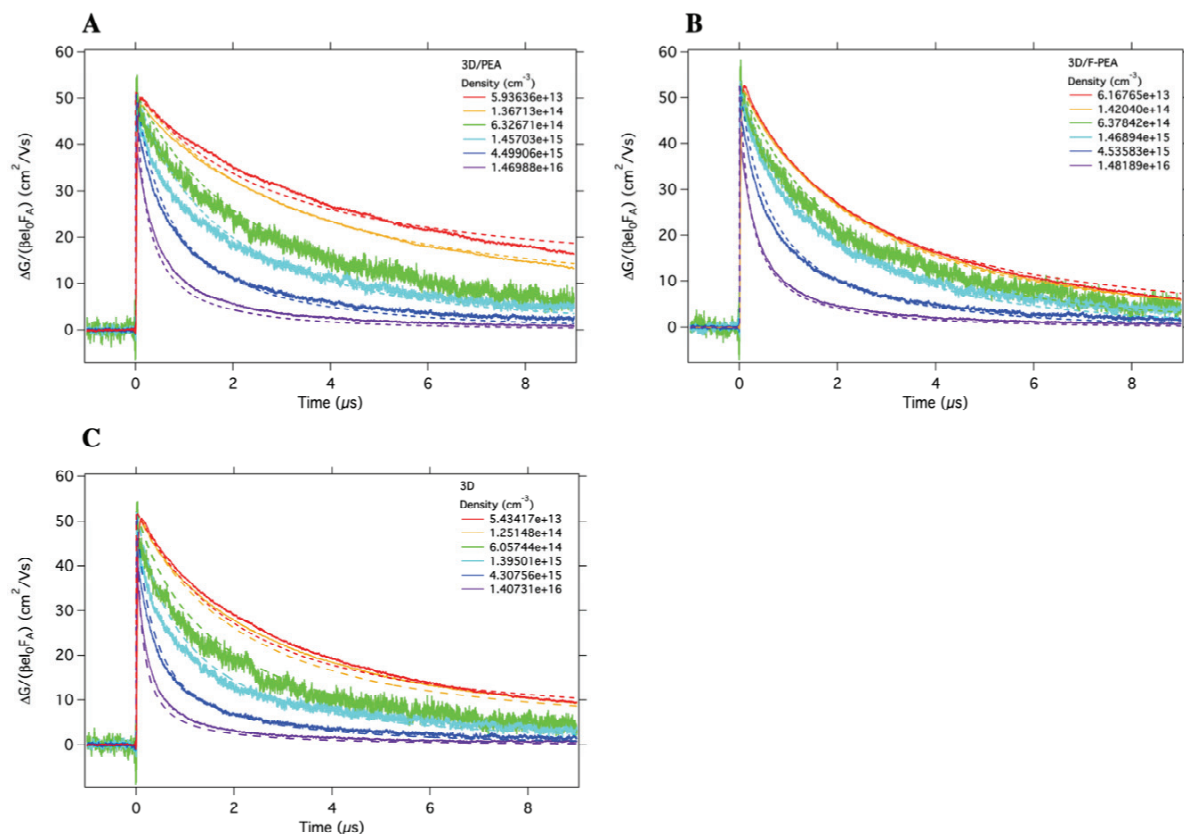 A
60
50
40
30
20
10
0
ΔG/(βeI₀F_A) (cm²/Vs)
3D/PEA
Density (cm⁻³)
5.93636e+13
1.36713e+14
6.32671e+14
1.45703e+15
4.49906e+15
1.46988e+16
0 2 4 6 8
Time (µs)
B
60
50
40
30
20
10
0
ΔG/(βeI₀F_A) (cm²/Vs)
3D/F-PEA
Density (cm⁻³)
6.16765e+13
1.42040e+14
6.37842e+14
1.46894e+15
4.53583e+15
1.48189e+16
0 2 4 6 8
Time (µs)
C
60
50
40
30
20
10
0
ΔG/(βeI₀F_A) (cm²/Vs)
3D
Density (cm⁻³)
5.43417e+13
1.25148e+14
6.05744e+14
1.39501e+15
4.30756e+15
1.40731e+16
0 2 4 6 8
Time (µs)